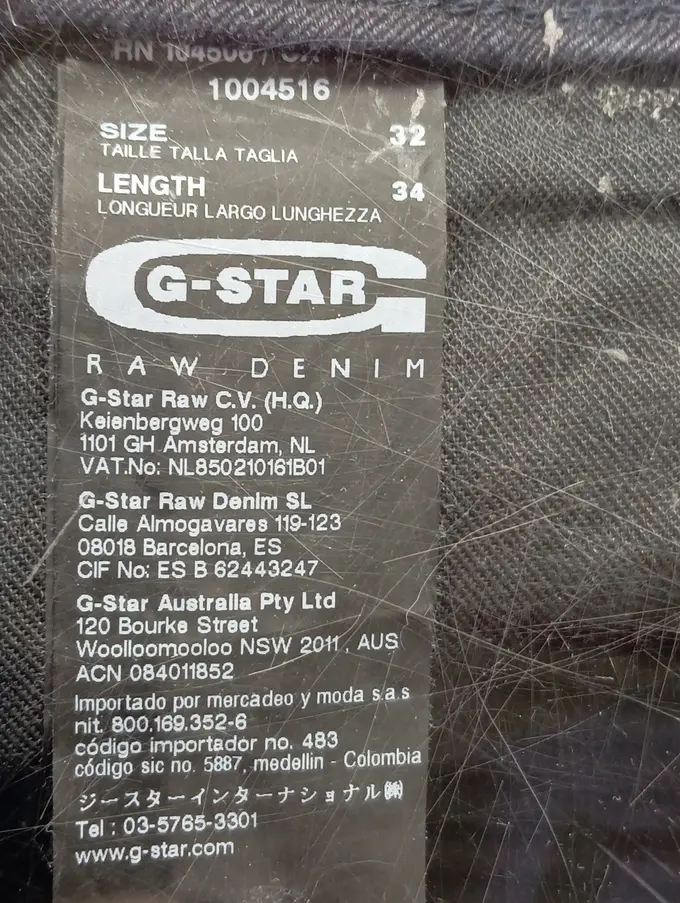 RN 104506 / CA
1004516
SIZE 32
TAILLE TALLA TAGLIA
LENGTH 34
LONGUEUR LARGO LUNGHEZZA
G-STAR
RAW DENIM
G-Star Raw C.V. (H.Q.)
Keienbergweg 100
1101 GH Amsterdam, NL
VAT.No: NL850210161B01
G-Star Raw Denim SL
Calle Almogavares 119-123
08018 Barcelona, ES
CIF No: ES B 62443247
G-Star Australia Pty Ltd
120 Bourke Street
Woolloomooloo NSW 2011, AUS
ACN 084011852
Importado por mercadeo y moda s.a.s
nit. 800.169.352-6
código importador no. 483
código sic no. 5887, medellin - Colombia
ジースターインターナショナル㈱
Tel : 03-5765-3301
www.g-star.com